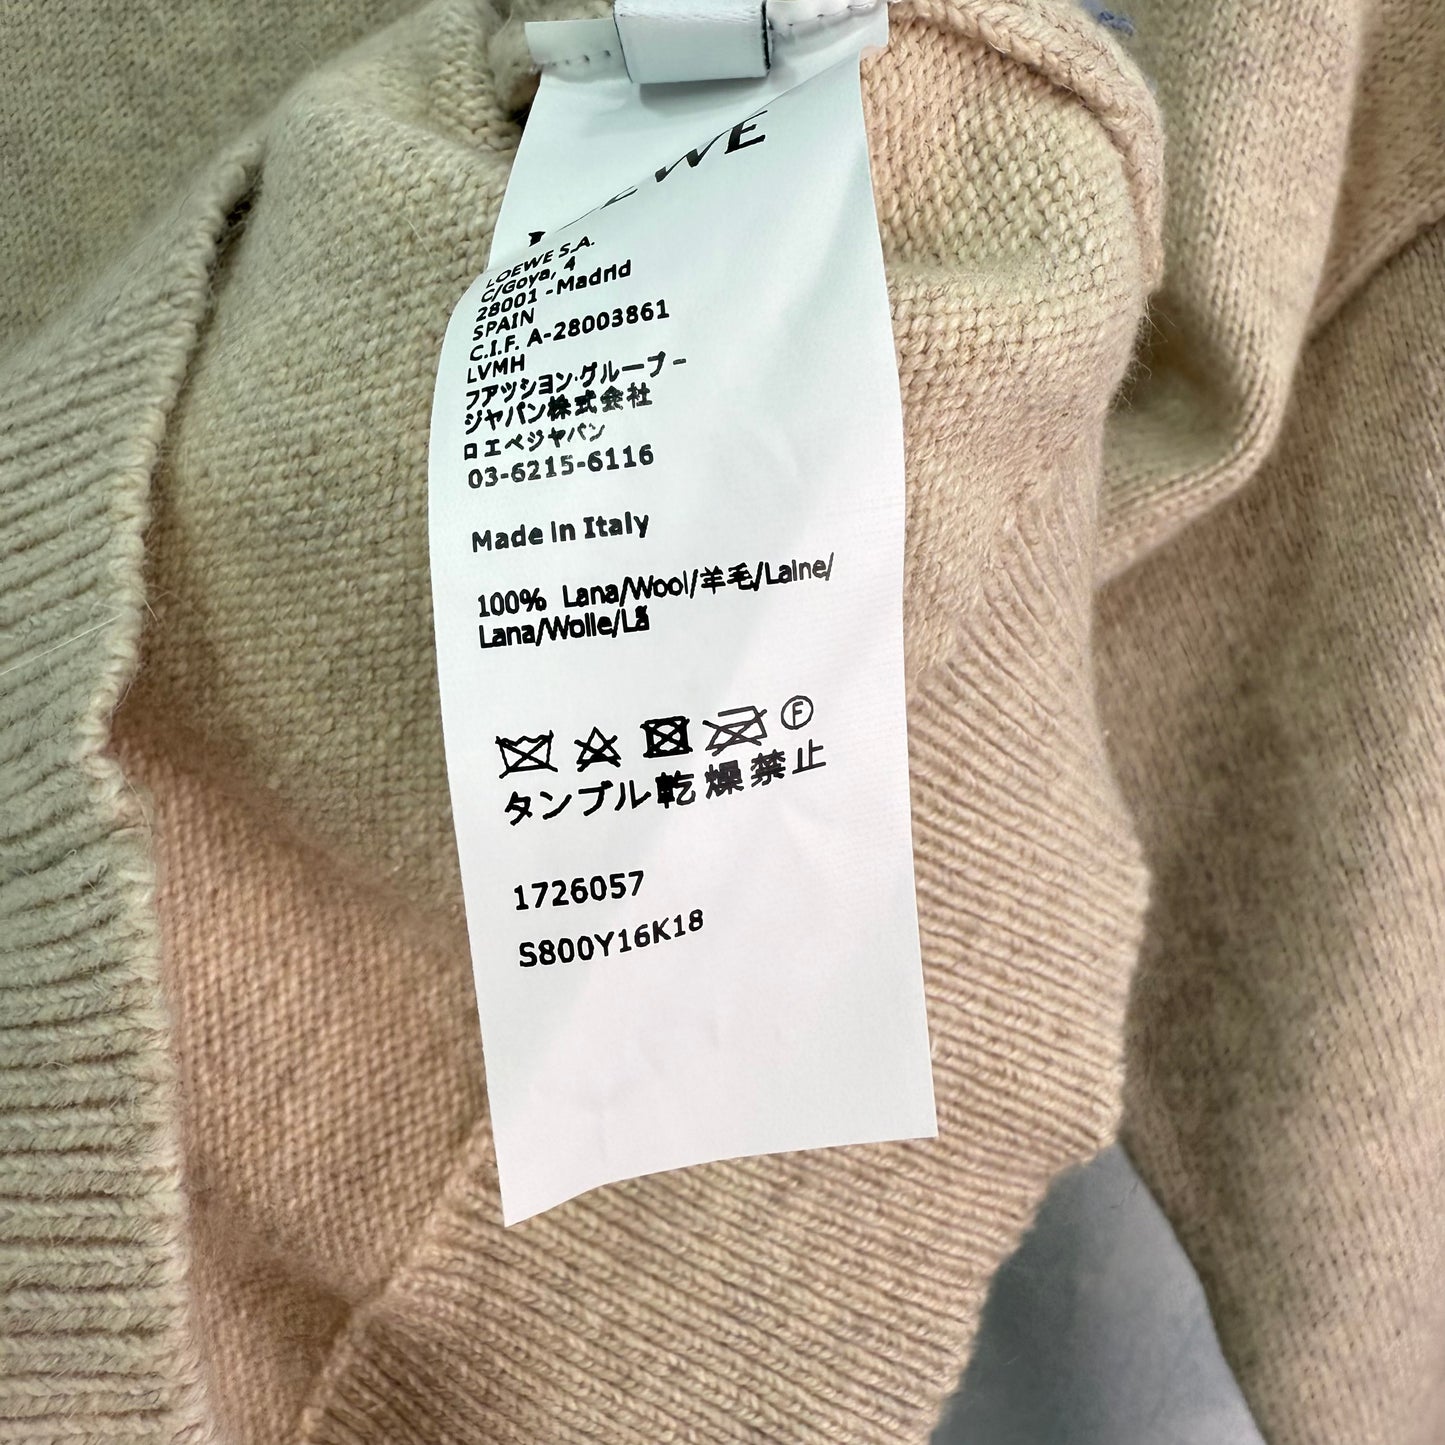 LOEWE S.A.
C/Goya, 4
28001 - Madrid
SPAIN
C.I.F. A-28003861
LVMH
ファッション·グループ-
ジャパン株式会社
ロエベジャパン
03-6215-6116
Made in Italy
100% Lana/Wool/羊毛/Laine/
Lana/Wolle/Lã
F
タンブル乾燥禁止
1726057
S800Y16K18